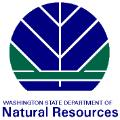 WASHINGTON STATE DEPARTMENT OF
Natural Resources